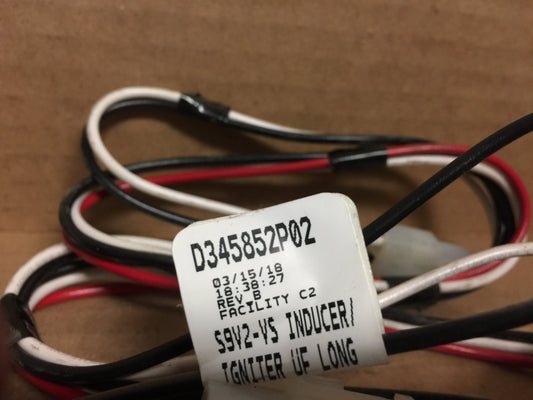 D345852P02
03/15/18
18:38:27
REV B
FACILITY C2
S9V2-VS INDUCER/
IGNITER UF LONG